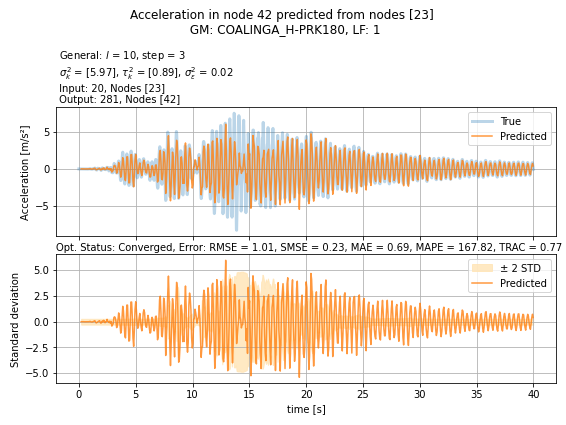 Acceleration in node 42 predicted from nodes [23]
GM: COALINGA_H-PRK180, LF: 1
General: l = 10, step = 3
σ²ₖ = [5.97], τ²ₖ = [0.89], σ²ε = 0.02
Input: 20, Nodes [23]
Output: 281, Nodes [42]
True
Predicted
Acceleration [m/s²]
5
0
−5
Opt. Status: Converged, Error: RMSE = 1.01, SMSE = 0.23, MAE = 0.69, MAPE = 167.82, TRAC = 0.77
± 2 STD
Predicted
Standard deviation
5.0
2.5
0.0
−2.5
−5.0
0 5 10 15 20 25 30 35 40
time [s]